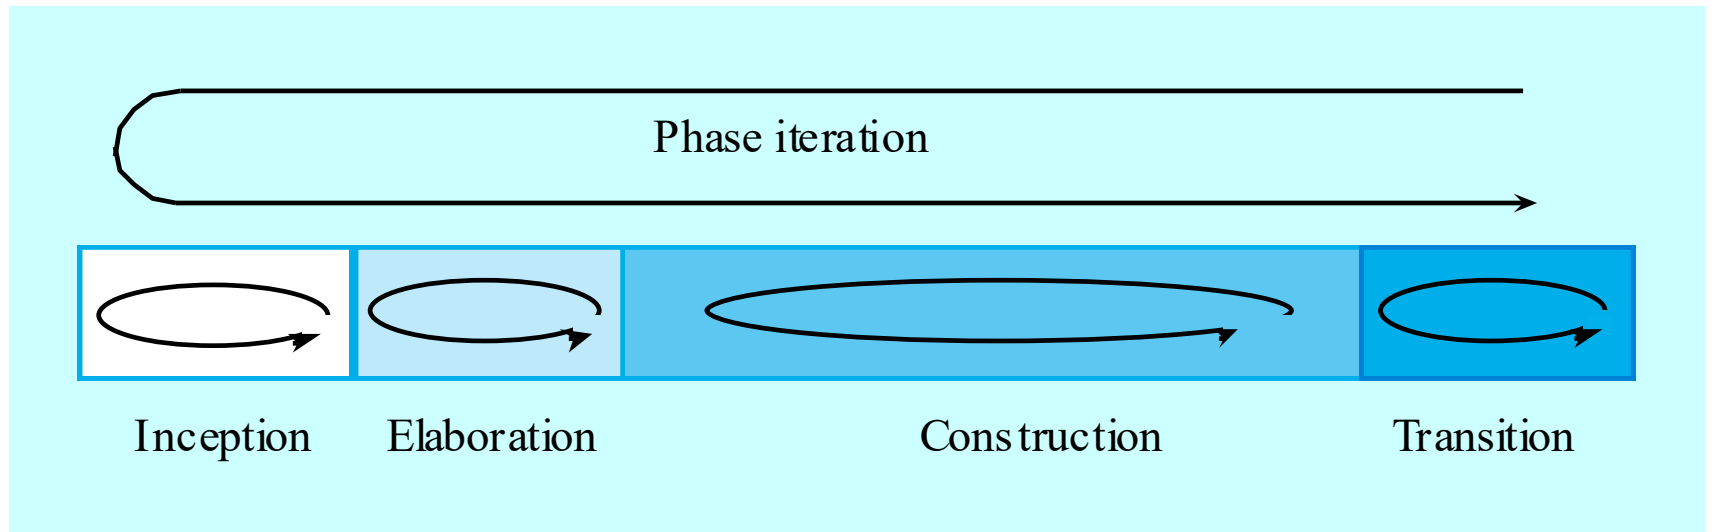 Phase iteration
Inception
Elaboration
Construction
Transition